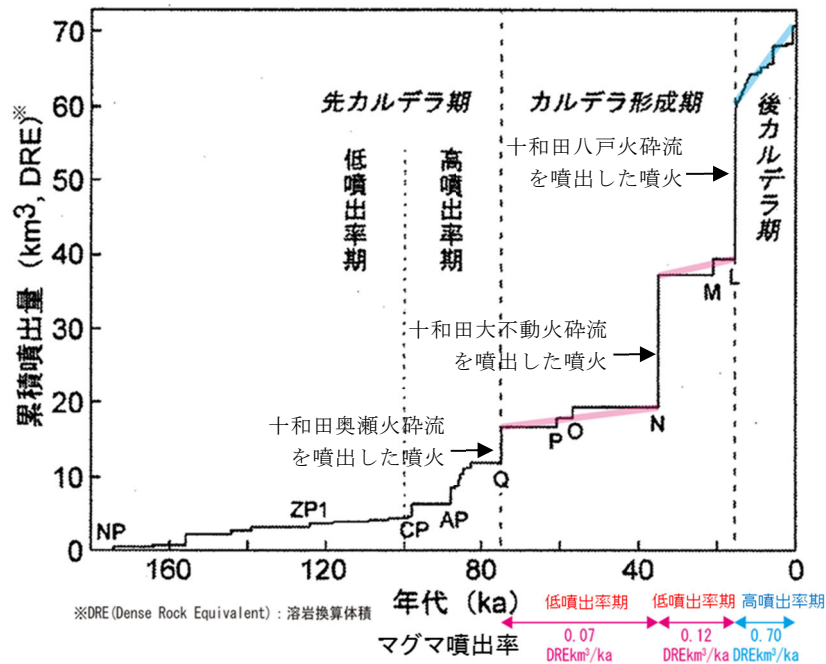 累積噴出量 (km³, DRE)※
70
60
50
40
30
20
10
0
先カルデラ期
カルデラ形成期
後カルデラ期
低噴出率期
高噴出率期
十和田八戸火砕流
を噴出した噴火
十和田大不動火砕流
を噴出した噴火
十和田奥瀬火砕流
を噴出した噴火
NP
ZP1
CP
AP
Q
P
O
N
M
L
160
120
80
40
0
年代 (ka)
※DRE(Dense Rock Equivalent) : 溶岩換算体積
マグマ噴出率
低噴出率期
0.07
DREkm³/ka
低噴出率期
0.12
DREkm³/ka
高噴出率期
0.70
DREkm³/ka